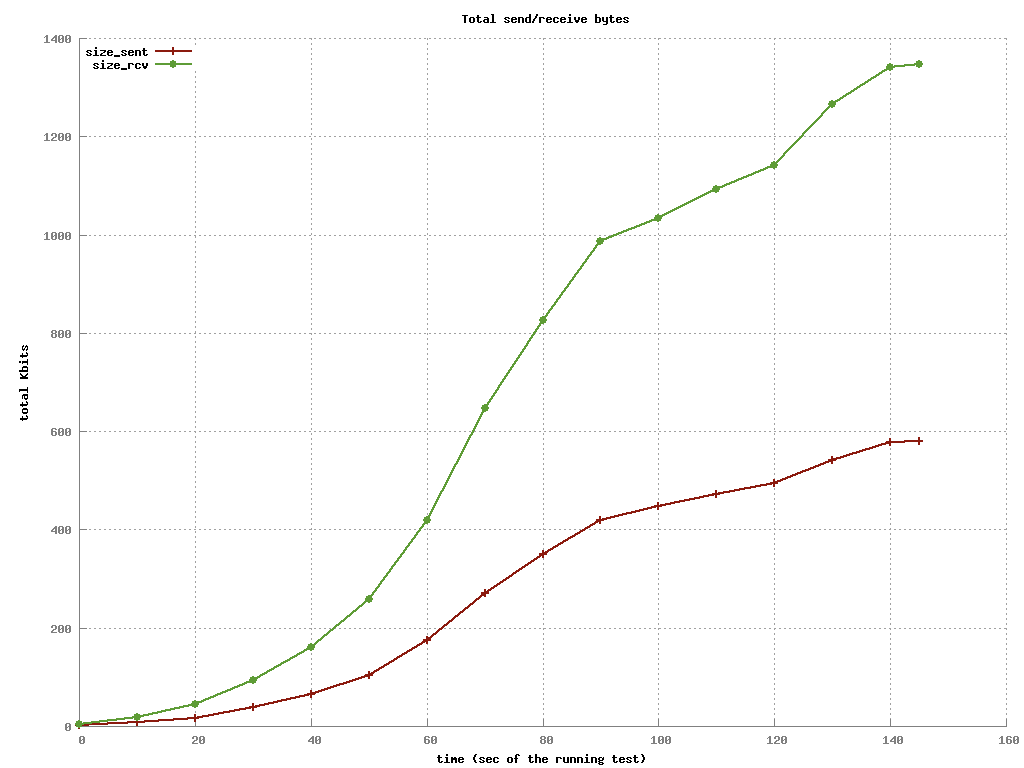 Total send/receive bytes
size_sent
size_rcv
1400
1200
1000
800
600
400
200
0
total Kbits
0 20 40 60 80 100 120 140 160
time (sec of the running test)